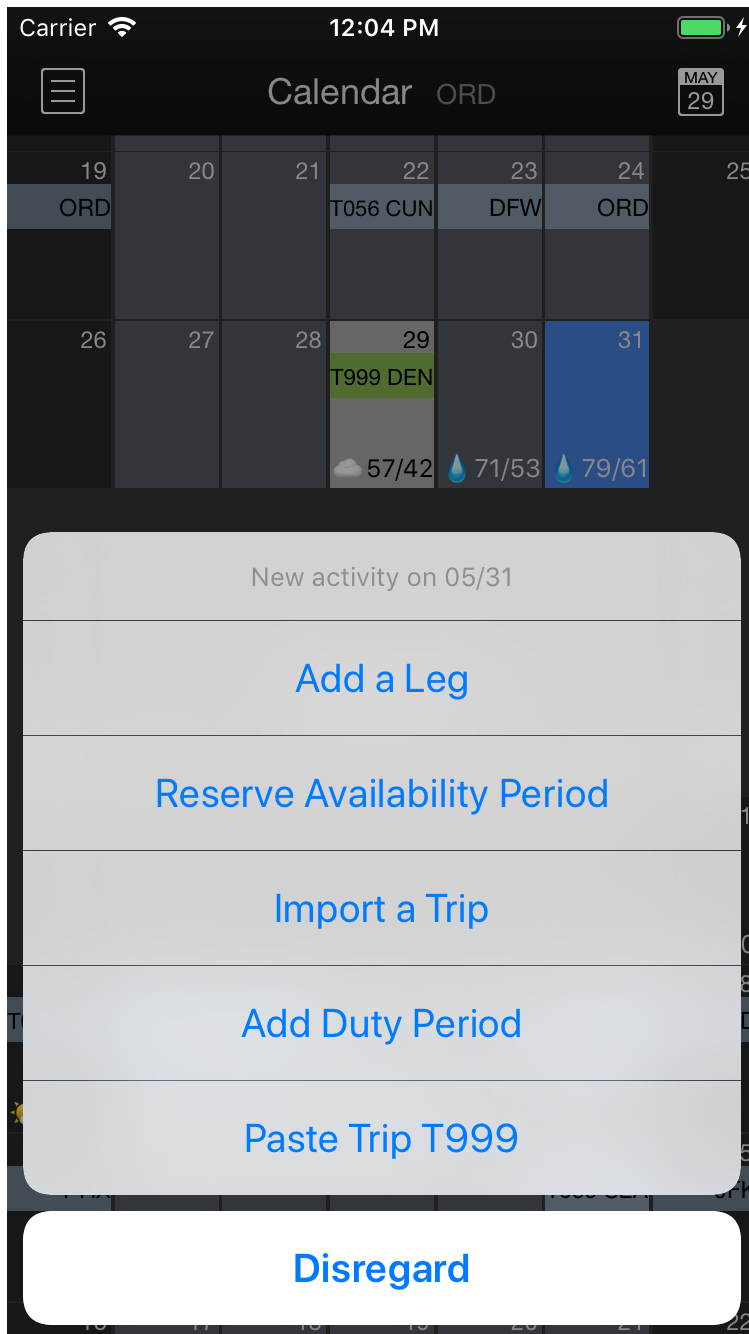 Carrier 12:04 PM
Calendar ORD MAY 29
19 20 21 22 23 24 25
ORD T056 CUN DFW ORD
26 27 28 29 30 31
T999 DEN
57/42 71/53 79/61
New activity on 05/31
Add a Leg
Reserve Availability Period
Import a Trip
Add Duty Period
Paste Trip T999
Disregard